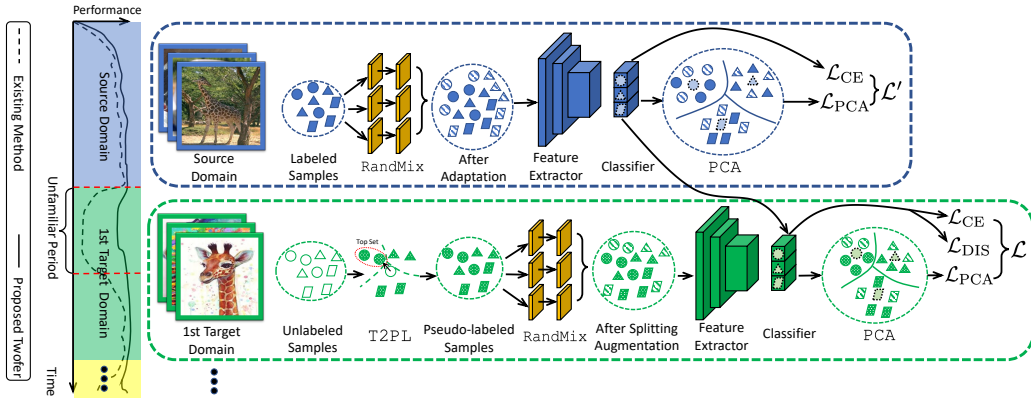 Existing Method
Proposed Twofer
Performance
Time
Unfamiliar Period
Source Domain
1st Target Domain
Source
Domain
Labeled
Samples
RandMix
After
Adaptation
Feature
Extractor
Classifier
PCA
ℒCE
ℒPCA
ℒ′
1st Target
Domain
Unlabeled
Samples
Top Set
T2PL
Pseudo-labeled
Samples
RandMix
After Splitting
Augmentation
Feature
Extractor
Classifier
PCA
ℒCE
ℒDIS
ℒPCA
ℒ